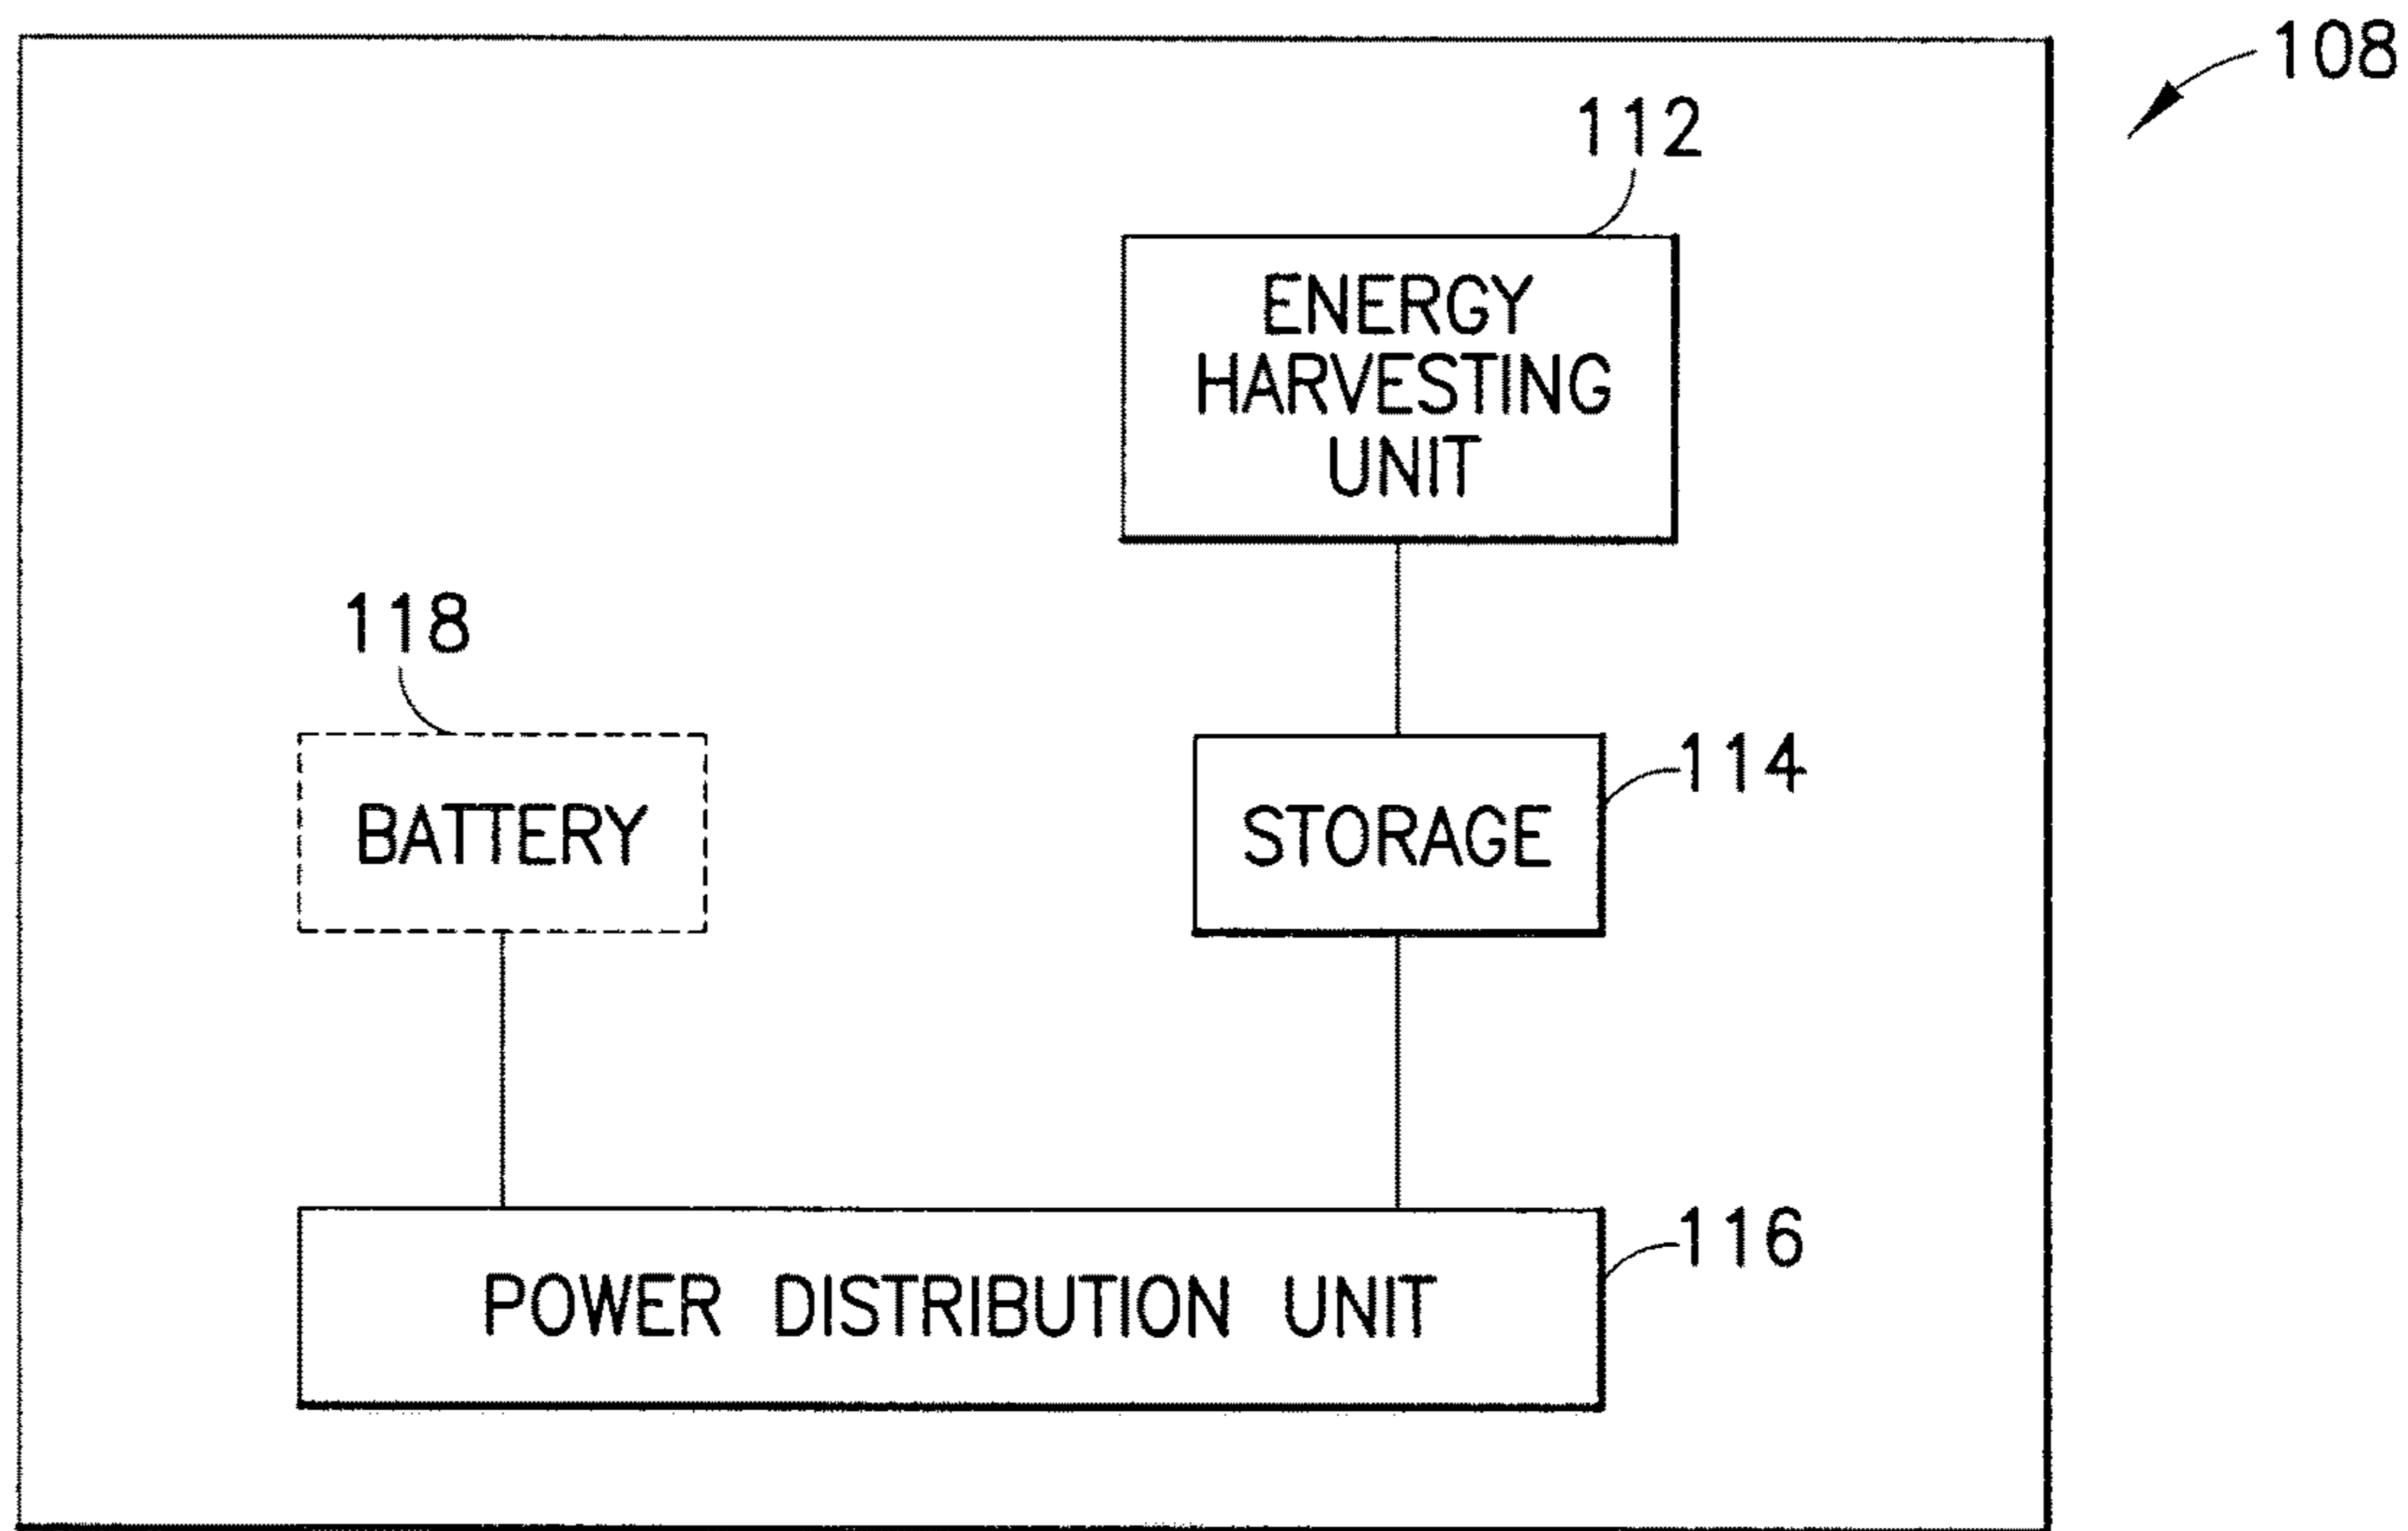 108
112
ENERGY
HARVESTING
UNIT
118
BATTERY
114
STORAGE
116
POWER DISTRIBUTION UNIT